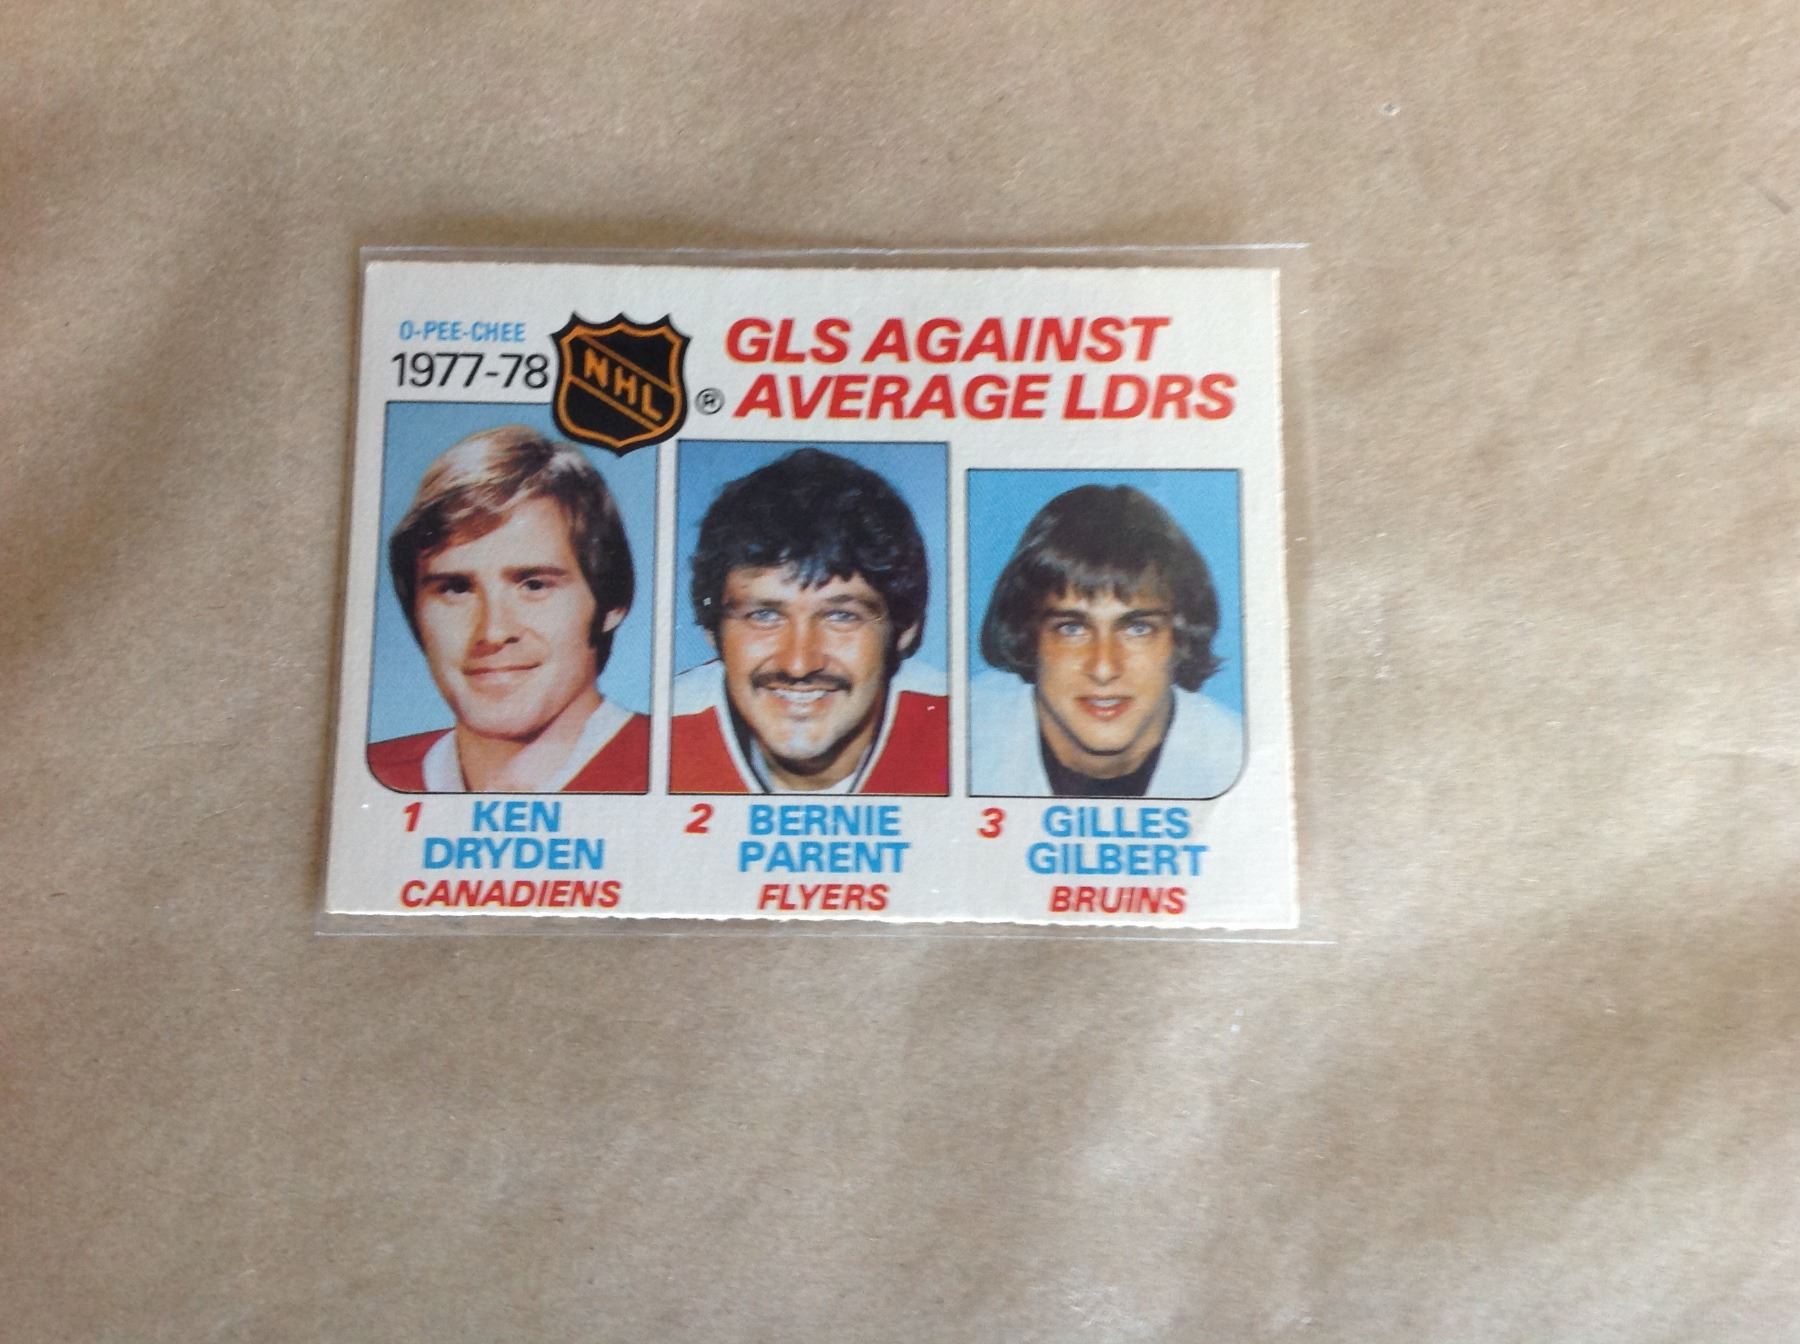 O-PEE-CHEE
1977-78
NHL
®
GLS AGAINST
AVERAGE LDRS
1 KEN
DRYDEN
CANADIENS
2 BERNIE
PARENT
FLYERS
3 GILLES
GILBERT
BRUINS